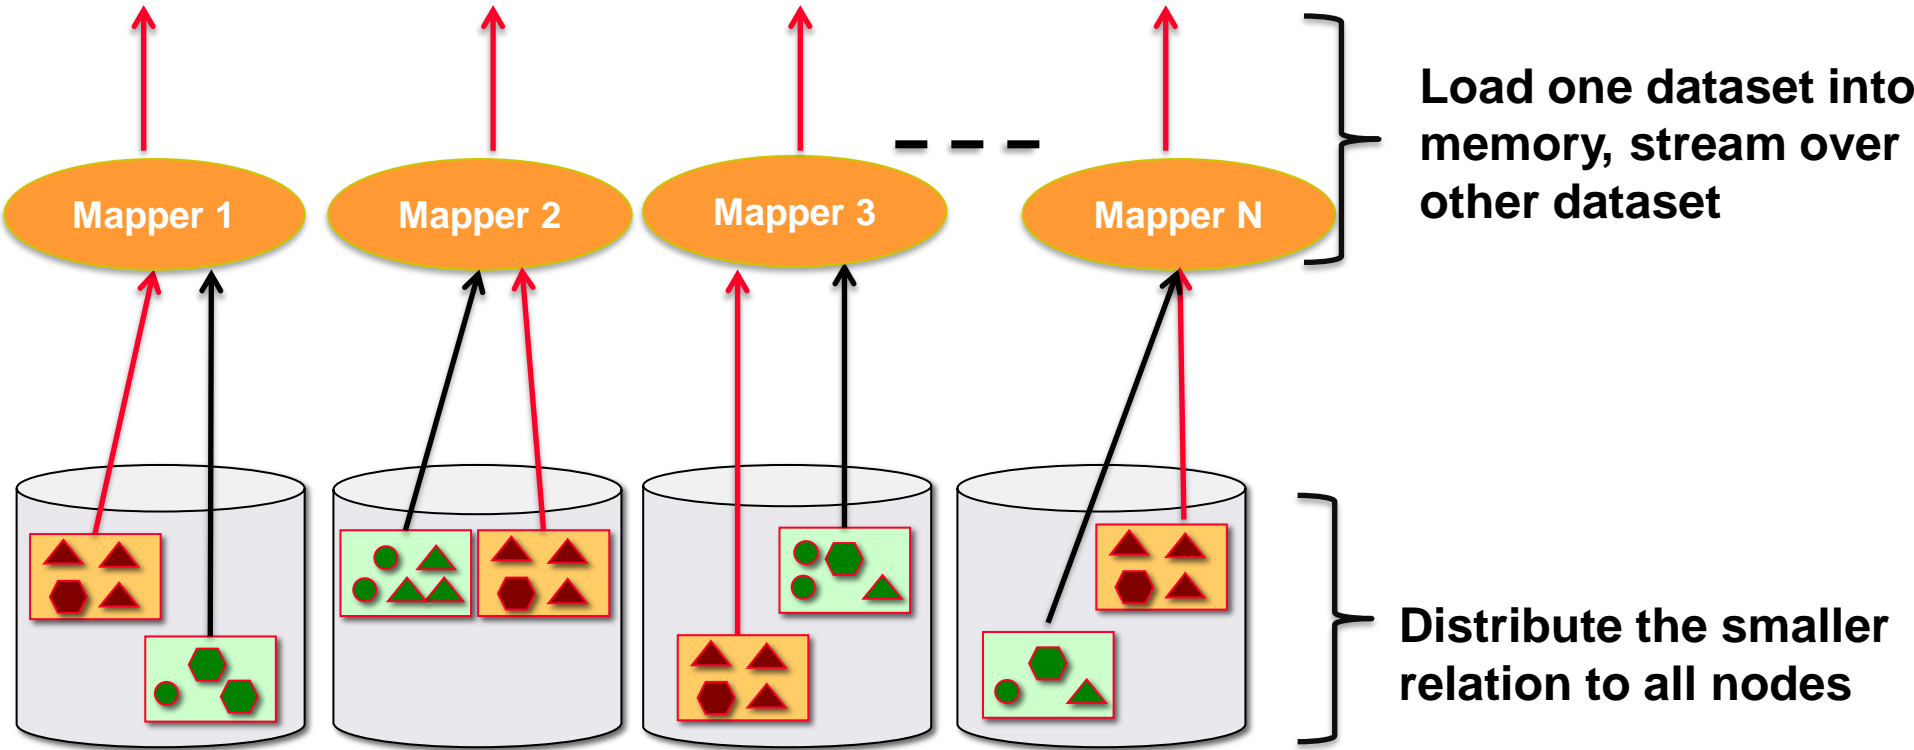 Load one dataset into
memory, stream over
other dataset
Mapper 1
Mapper 2
Mapper 3
Mapper N
Distribute the smaller
relation to all nodes